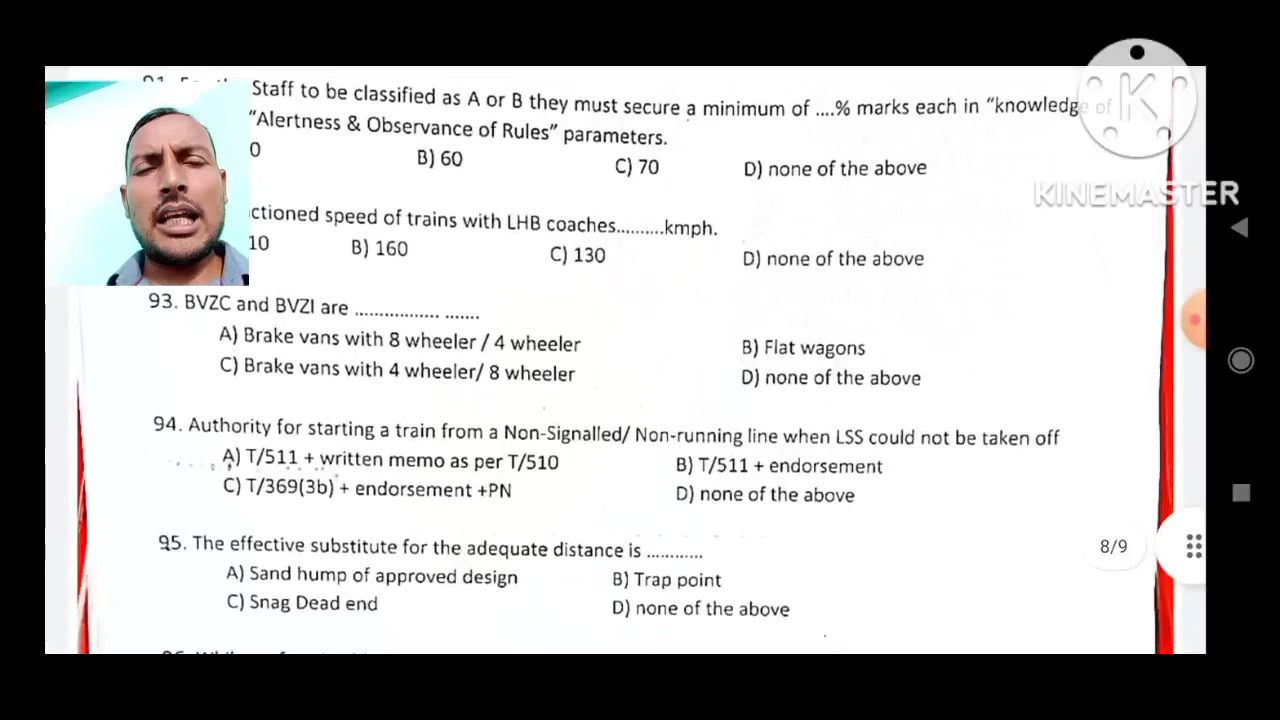 Staff to be classified as A or B they must secure a minimum of ....% marks each in "knowledge of
"Alertness & Observance of Rules" parameters.
0 B) 60 C) 70 D) none of the above
ctioned speed of trains with LHB coaches..........kmph.
10 B) 160 C) 130 D) none of the above
93. BVZC and BVZI are ................. .......
A) Brake vans with 8 wheeler / 4 wheeler B) Flat wagons
C) Brake vans with 4 wheeler/ 8 wheeler D) none of the above
94. Authority for starting a train from a Non-Signalled/ Non-running line when LSS could not be taken off
A) T/511 + written memo as per T/510 B) T/511 + endorsement
C) T/369(3b) + endorsement +PN D) none of the above
95. The effective substitute for the adequate distance is ............
A) Sand hump of approved design B) Trap point
C) Snag Dead end D) none of the above
8/9
K
KINEMASTER